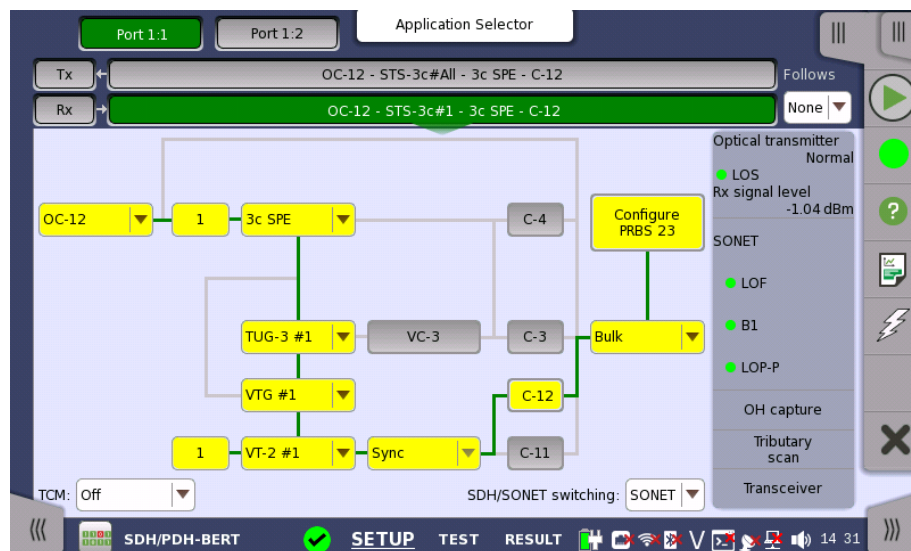 Port 1:1
Port 1:2
Application Selector
Tx
OC-12 - STS-3c#All - 3c SPE - C-12
Follows
Rx
OC-12 - STS-3c#1 - 3c SPE - C-12
None
Optical transmitter
Normal
LOS
Rx signal level
-1.04 dBm
OC-12
1
3c SPE
C-4
Configure
PRBS 23
SONET
LOF
TUG-3 #1
VC-3
C-3
Bulk
B1
LOP-P
VTG #1
C-12
OH capture
1
VT-2 #1
Sync
C-11
Tributary
scan
TCM: Off
SDH/SONET switching: SONET
Transceiver
SDH/PDH-BERT
SETUP
TEST
RESULT
14 31